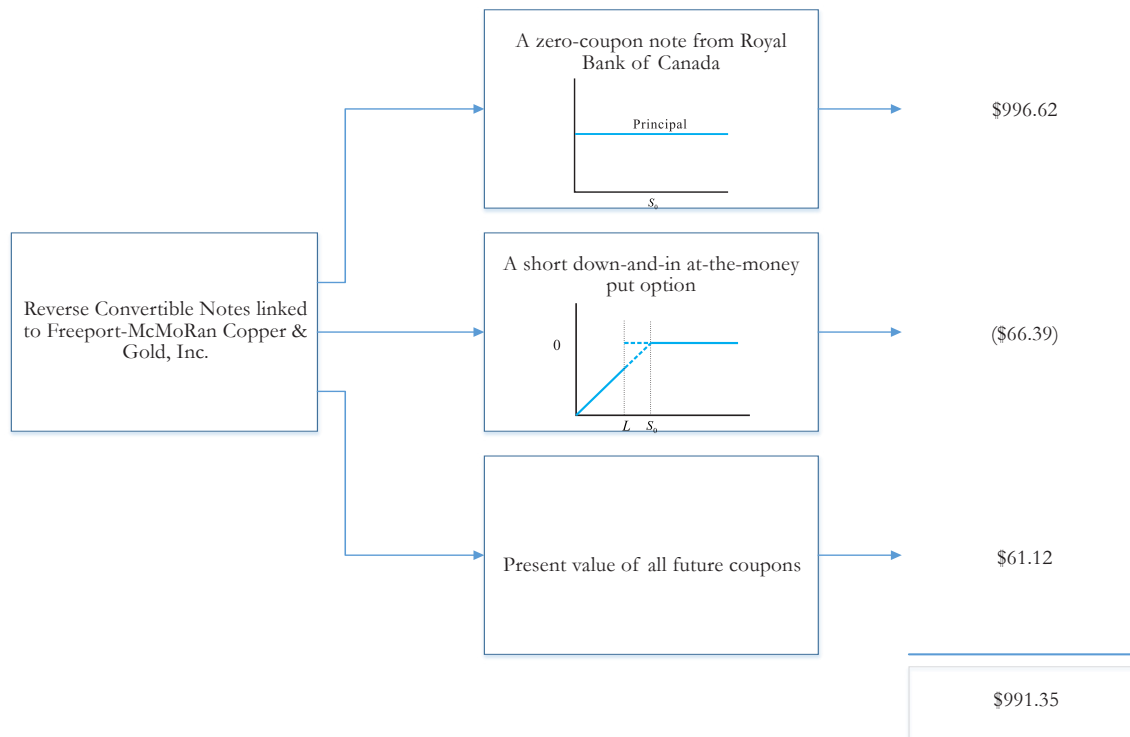 A zero-coupon note from Royal
Bank of Canada
Principal
S₀
$996.62
Reverse Convertible Notes linked
to Freeport-McMoRan Copper &
Gold, Inc.
A short down-and-in at-the-money
put option
0
L S₀
($66.39)
Present value of all future coupons
$61.12
$991.35